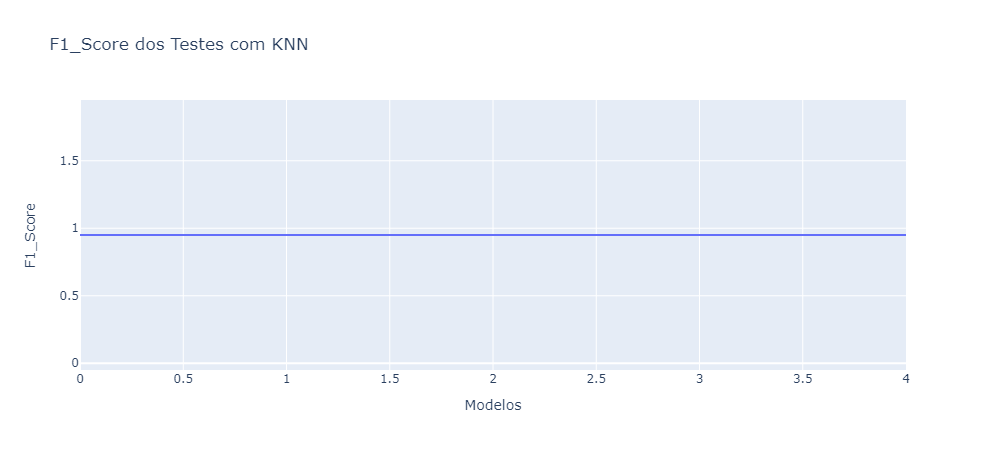 F1_Score dos Testes com KNN
1.5
1
0.5
0
F1_Score
0 0.5 1 1.5 2 2.5 3 3.5 4
Modelos